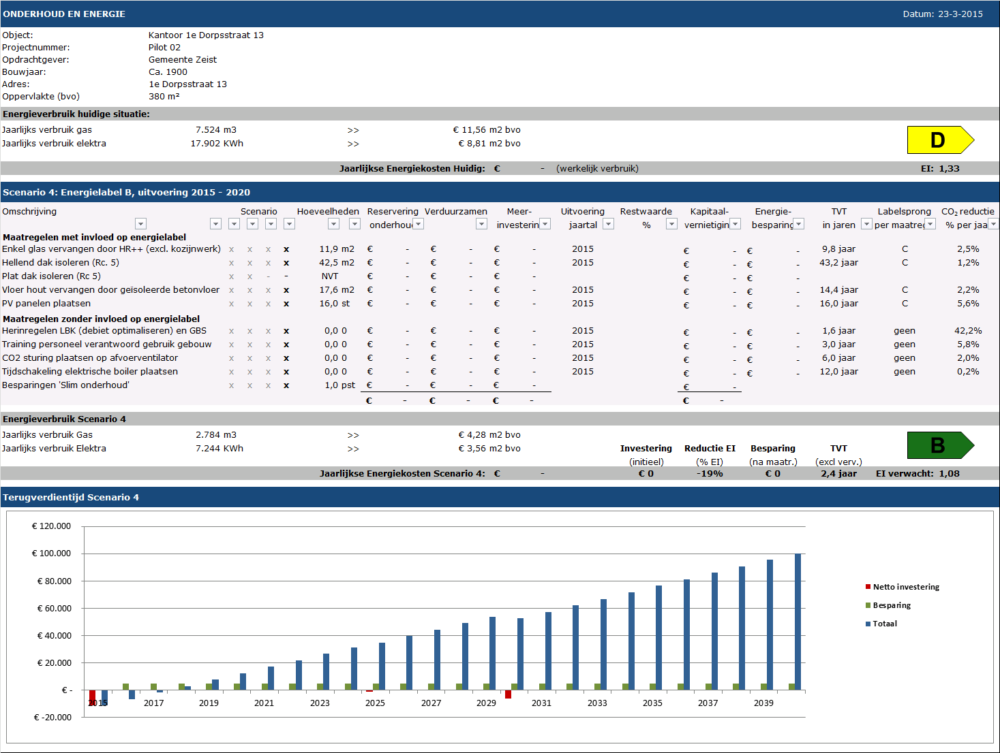 ONDERHOUD EN ENERGIE Datum: 23-3-2015
Object: Kantoor 1e Dorpsstraat 13
Projectnummer: Pilot 02
Opdrachtgever: Gemeente Zeist
Bouwjaar: Ca. 1900
Adres: 1e Dorpsstraat 13
Oppervlakte (bvo) 380 m²
Energieverbruik huidige situatie:
Jaarlijks verbruik gas 7.524 m3 >> € 11,56 m2 bvo
Jaarlijks verbruik elektra 17.902 KWh >> € 8,81 m2 bvo
D
Jaarlijkse Energiekosten Huidig: € - (werkelijk verbruik) EI: 1,33
Scenario 4: Energielabel B, uitvoering 2015 - 2020
Omschrijving Scenario Hoeveelheden Reservering Verduurzamen Meer- Uitvoering Restwaarde Kapitaal- Energie- TVT Labelsprong CO₂ reductie
onderhou investerin jaartal % vernietigin besparing in jaren per maatreg % per jaa
Maatregelen met invloed op energielabel
Enkel glas vervangen door HR++ (excl. kozijnwerk) x x x x 11,9 m2 € - € - € - 2015 € - € - 9,8 jaar C 2,5%
Hellend dak isoleren (Rc. 5) x x x x 42,5 m2 € - € - € - 2015 € - € - 43,2 jaar C 1,2%
Plat dak isoleren (Rc 5) x x - - NVT € - € - € - € - € -
Vloer hout vervangen door geïsoleerde betonvloer x x x x 17,6 m2 € - € - € - 2015 € - € - 14,4 jaar C 2,2%
PV panelen plaatsen x x x x 16,0 st € - € - € - 2015 € - € - 16,0 jaar C 5,6%
Maatregelen zonder invloed op energielabel
Herinregelen LBK (debiet optimaliseren) en GBS x x x x 0,0 0 € - € - € - 2015 € - € - 1,6 jaar geen 42,2%
Training personeel verantwoord gebruik gebouw x x x x 0,0 0 € - € - € - 2015 € - € - 3,0 jaar geen 5,8%
CO2 sturing plaatsen op afvoerventilator x x x x 0,0 0 € - € - € - 2015 € - € - 6,0 jaar geen 2,0%
Tijdschakeling elektrische boiler plaatsen x x x x 0,0 0 € - € - € - 2015 € - € - 12,0 jaar geen 0,2%
Besparingen 'Slim onderhoud' x x x x 1,0 pst € - € - € - € -
€ - € - € - € -
Energieverbruik Scenario 4
Jaarlijks verbruik Gas 2.784 m3 >> € 4,28 m2 bvo
Jaarlijks verbruik Elektra 7.244 KWh >> € 3,56 m2 bvo Investering Reductie EI Besparing TVT
B
(initieel) (% EI) (na maatr.) (excl verv.)
Jaarlijkse Energiekosten Scenario 4: € - € 0 -19% € 0 2,4 jaar EI verwacht: 1,08
Terugverdientijd Scenario 4
€ 120.000
€ 100.000
€ 80.000
€ 60.000
€ 40.000
€ 20.000
€ -
€ -20.000
2015 2017 2019 2021 2023 2025 2027 2029 2031 2033 2035 2037 2039
Netto investering
Besparing
Totaal